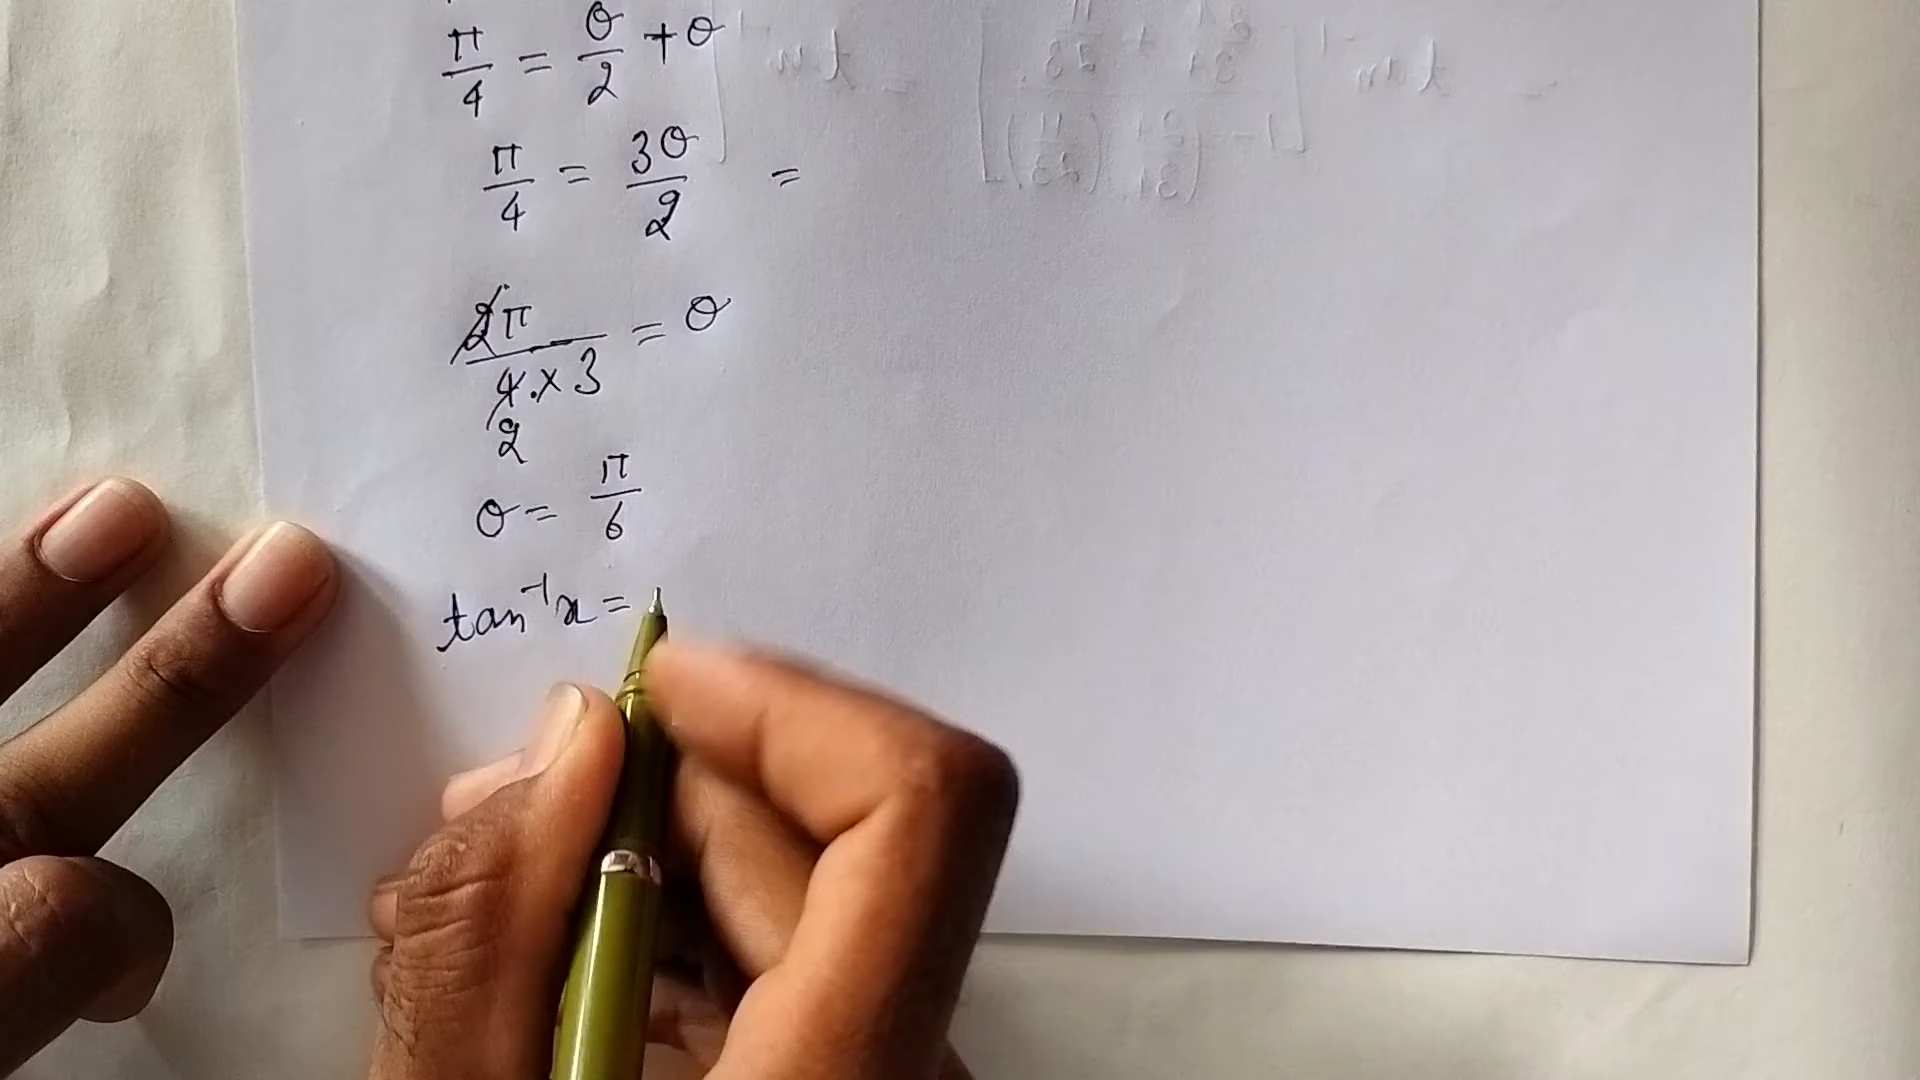 π/4 = θ/2 + θ
π/4 = 3θ/2 =
2π/4.×3 = θ
2
θ = π/6
tan⁻¹x =